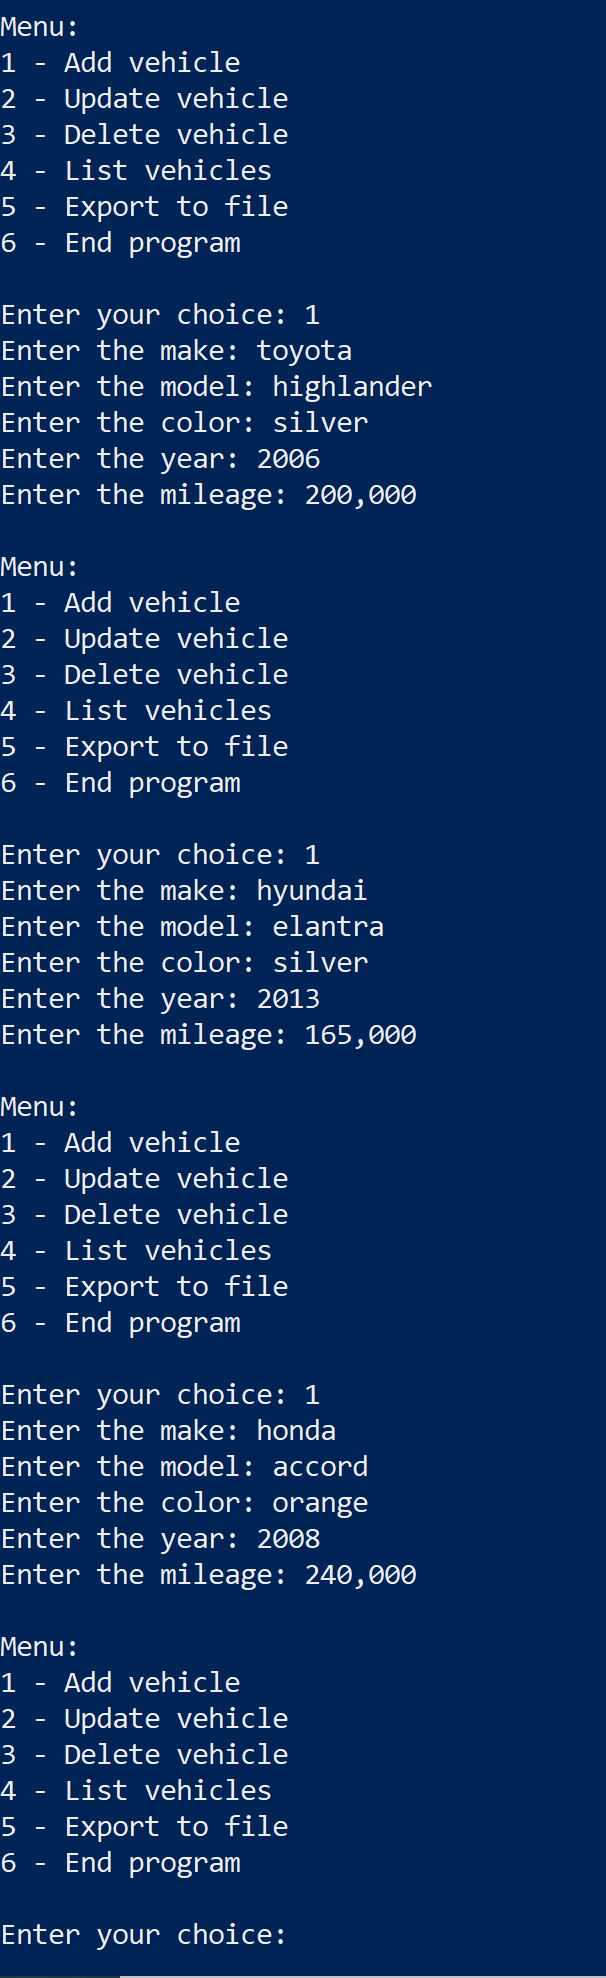 Menu:
1 - Add vehicle
2 - Update vehicle
3 - Delete vehicle
4 - List vehicles
5 - Export to file
6 - End program
Enter your choice: 1
Enter the make: toyota
Enter the model: highlander
Enter the color: silver
Enter the year: 2006
Enter the mileage: 200,000
Menu:
1 - Add vehicle
2 - Update vehicle
3 - Delete vehicle
4 - List vehicles
5 - Export to file
6 - End program
Enter your choice: 1
Enter the make: hyundai
Enter the model: elantra
Enter the color: silver
Enter the year: 2013
Enter the mileage: 165,000
Menu:
1 - Add vehicle
2 - Update vehicle
3 - Delete vehicle
4 - List vehicles
5 - Export to file
6 - End program
Enter your choice: 1
Enter the make: honda
Enter the model: accord
Enter the color: orange
Enter the year: 2008
Enter the mileage: 240,000
Menu:
1 - Add vehicle
2 - Update vehicle
3 - Delete vehicle
4 - List vehicles
5 - Export to file
6 - End program
Enter your choice: